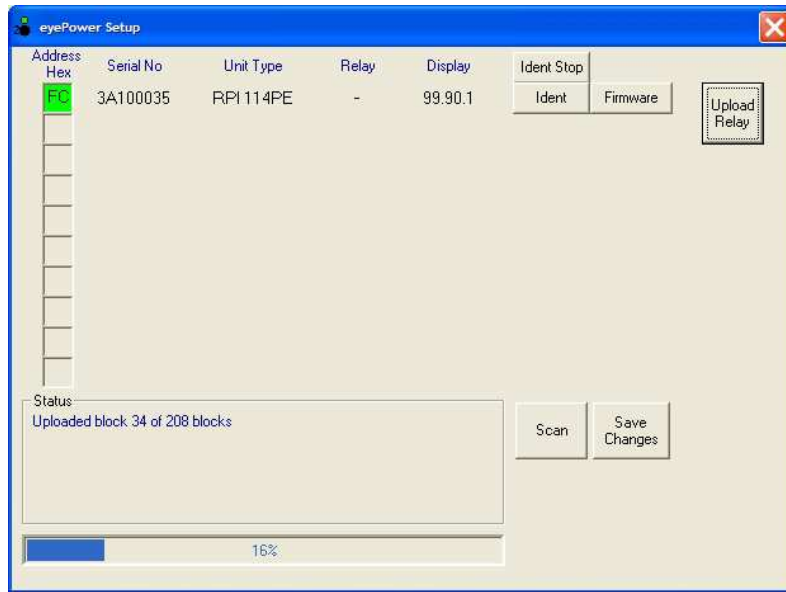 eyePower Setup
Address Hex
Serial No
Unit Type
Relay
Display
Ident Stop
FC
3A100035
RPI 114PE
-
99.90.1
Ident
Firmware
Upload Relay
Status
Uploaded block 34 of 208 blocks
Scan
Save Changes
16%